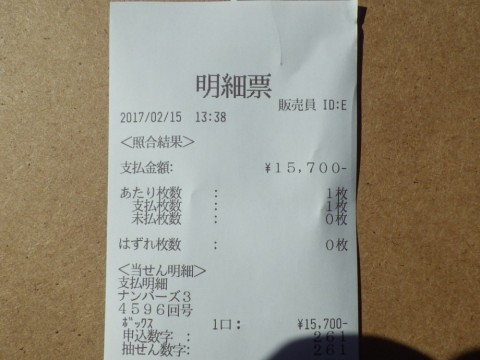 明細票
販売員 ID:E
2017/02/15 13:38
＜照合結果＞
支払金額: ¥15,700-
あたり枚数 : 1枚
支払枚数 : 1枚
未払枚数 : 0枚
はずれ枚数 : 0枚
＜当せん明細＞
支払明細
ナンバーズ3
4596回号
ﾎﾞｯｸｽ 1口: ¥15,700-
申込数字 : 261
抽せん数字: 261